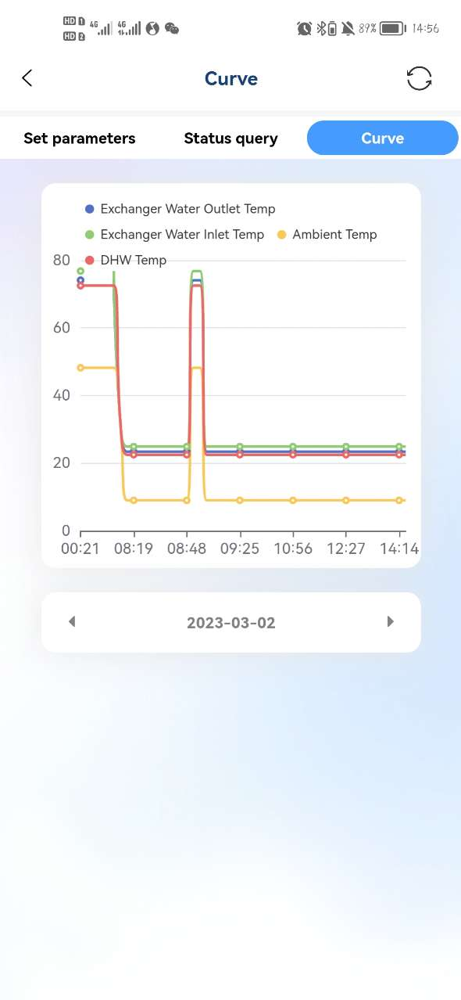 HD 1 4G 4G 89% 14:56
HD 2
Curve
Set parameters Status query Curve
Exchanger Water Outlet Temp
Exchanger Water Inlet Temp Ambient Temp
80 DHW Temp
60
40
20
0
00:21 08:19 08:48 09:25 10:56 12:27 14:14
2023-03-02